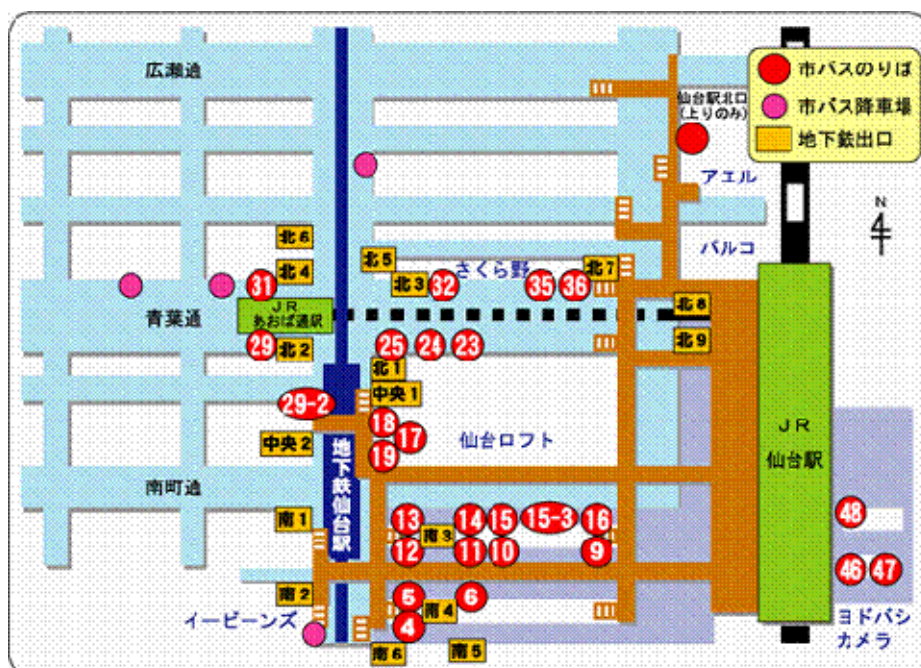 広瀬通
仙台駅北口
(上りのみ)
市バスのりば
市バス降車場
地下鉄出口
アエル
N
パルコ
北6
北5
さくら野
北7
北4
北3
31
32
35
36
北8
青葉通
JR
あおば通駅
29
北2
25
24
23
北9
北1
中央1
29-2
18
17
中央2
19
仙台ロフト
地下鉄仙台駅
JR
仙台駅
南町通
南1
13
南3
14
15
15-3
16
48
12
11
10
9
46
47
南2
5
南4
6
イービーンズ
4
ヨドバシ
カメラ
南6
南5